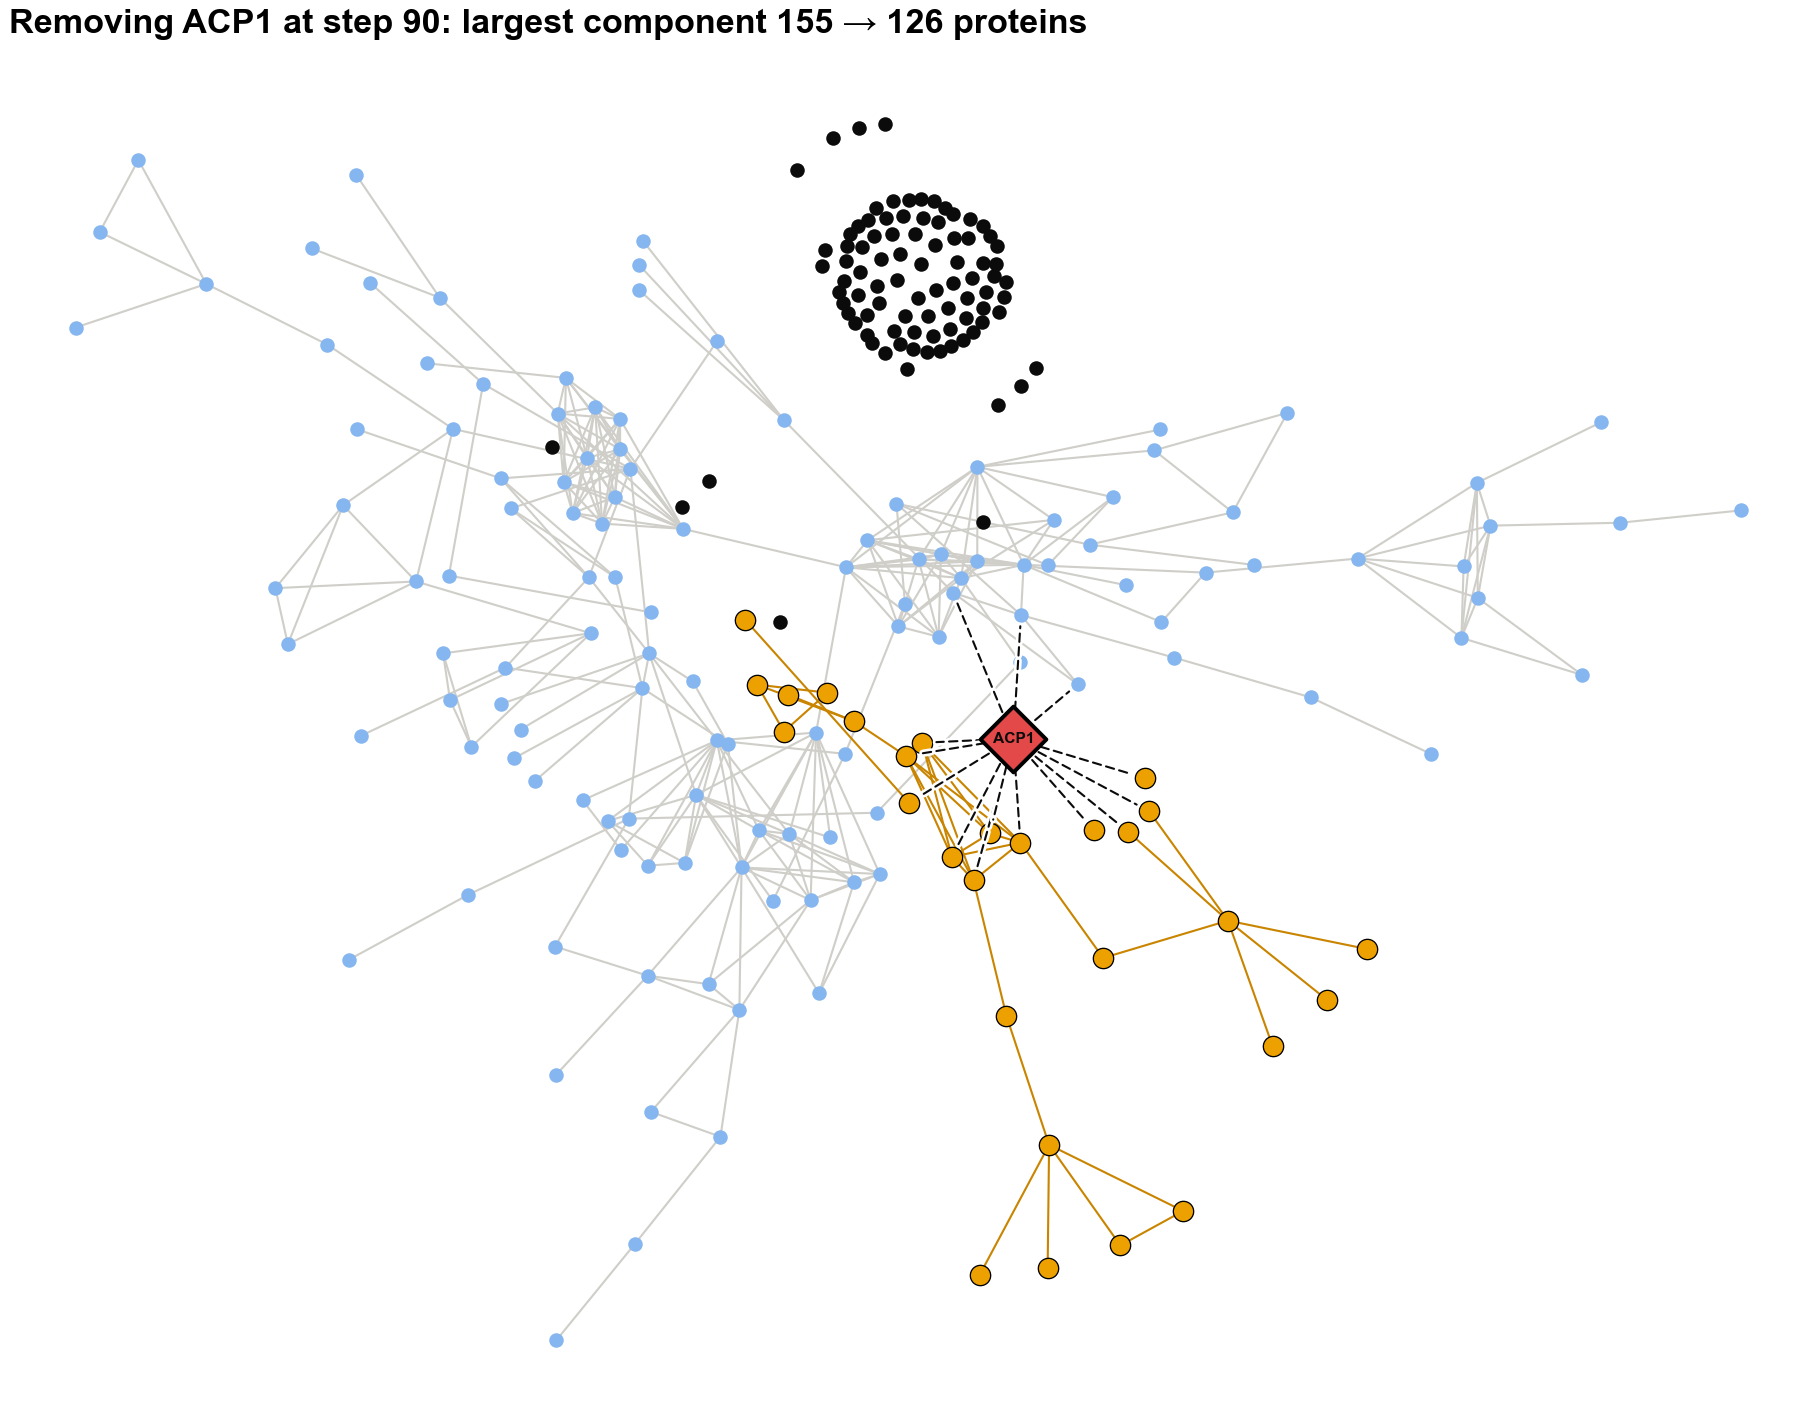 Removing ACP1 at step 90: largest component 155 → 126 proteins
ACP1